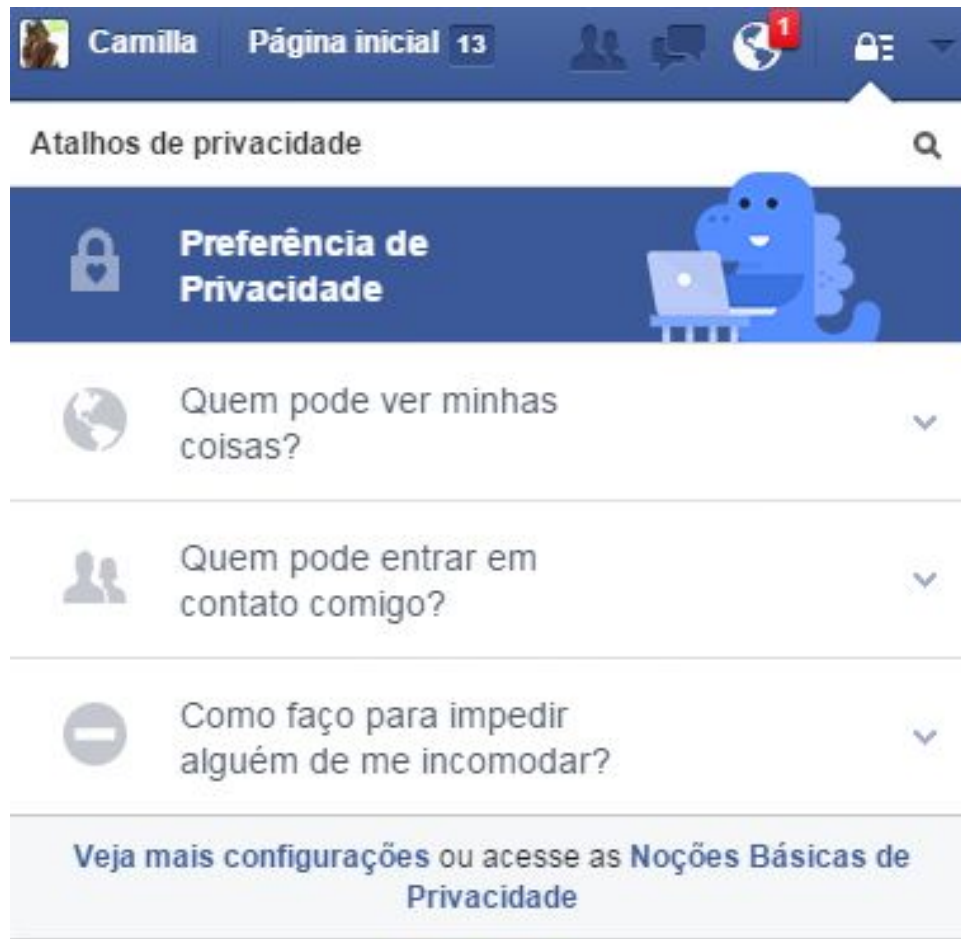 Camilla Página inicial 13 1
Atalhos de privacidade
Preferência de
Privacidade
Quem pode ver minhas
coisas?
Quem pode entrar em
contato comigo?
Como faço para impedir
alguém de me incomodar?
Veja mais configurações ou acesse as Noções Básicas de
Privacidade